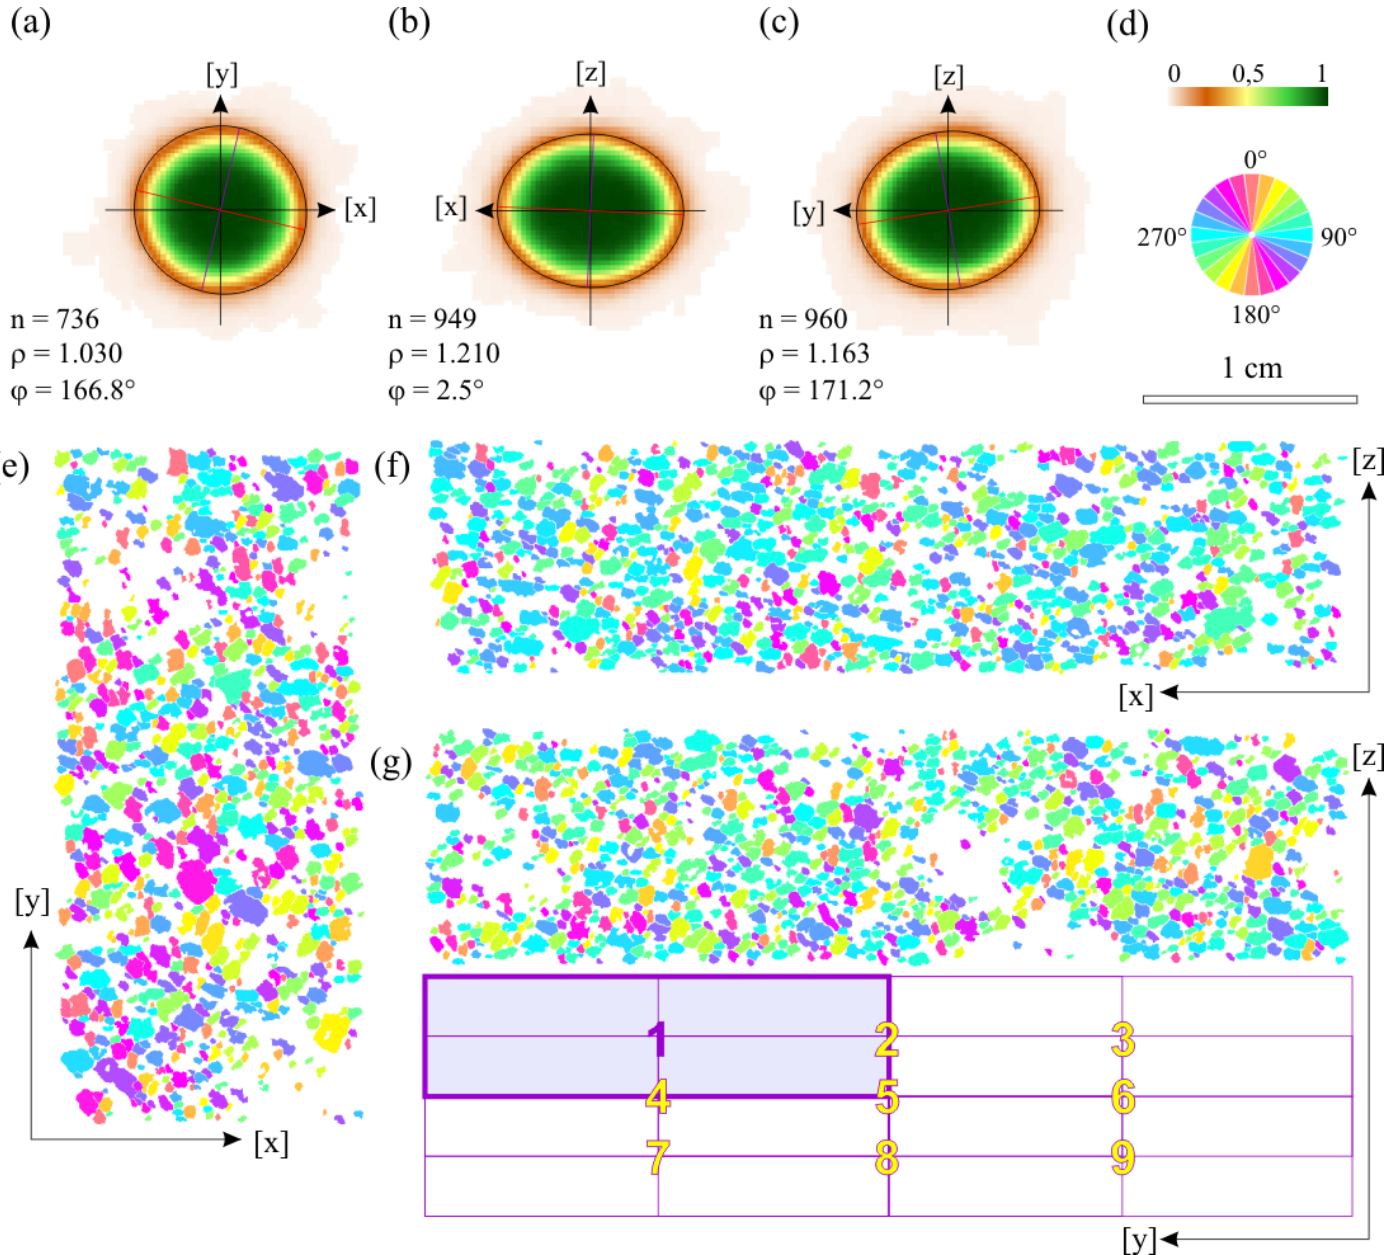 (a)
(b)
(c)
(d)
[y]
[x]
n = 736
ρ = 1.030
φ = 166.8°
[z]
[x]
n = 949
ρ = 1.210
φ = 2.5°
[z]
[y]
n = 960
ρ = 1.163
φ = 171.2°
0 0,5 1
0°
270° 90°
180°
1 cm
e)
[y]
[x]
(f)
[z]
[x]
(g)
[z]
1 2 3
4 5 6
7 8 9
[y]